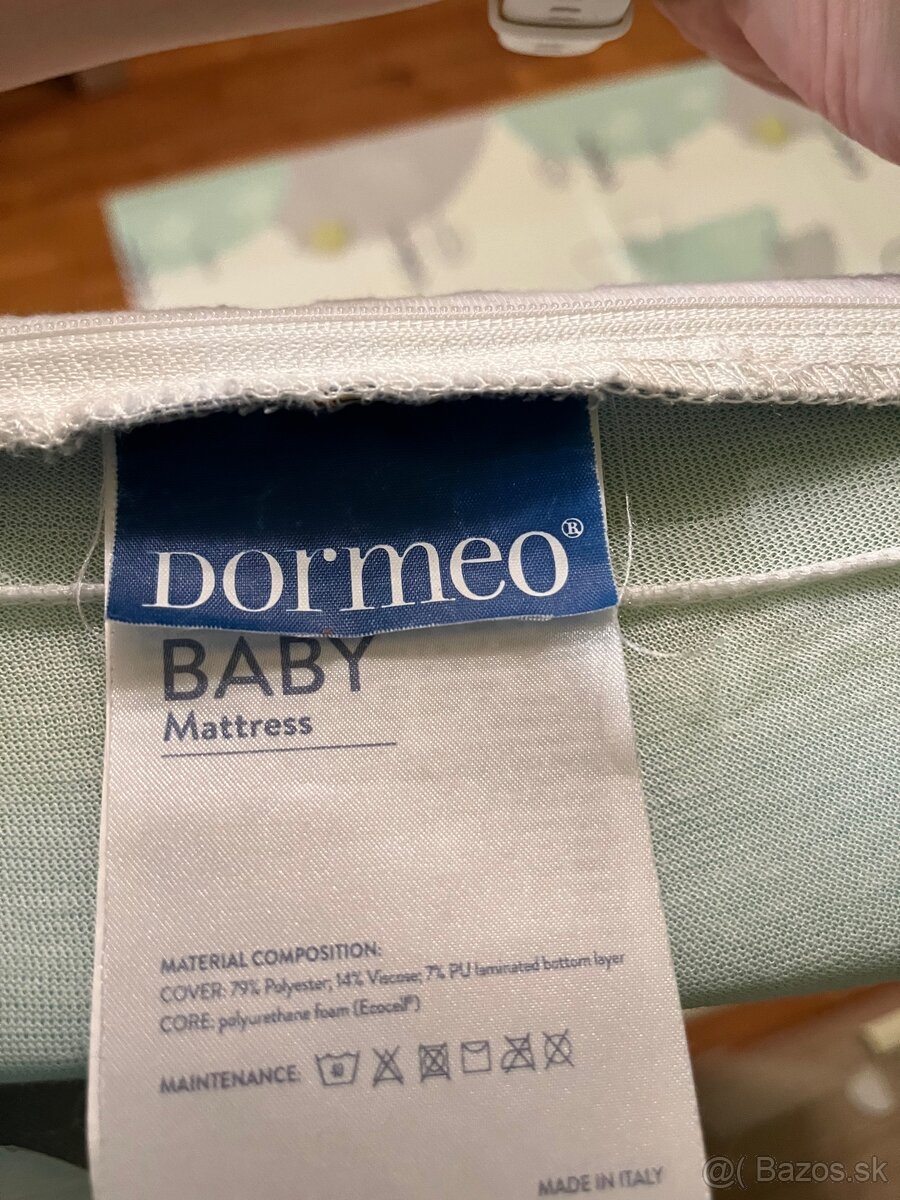 Dormeo®
BABY
Mattress
MATERIAL COMPOSITION:
COVER: 79% Polyester; 14% Viscose; 7% PU laminated bottom layer
CORE: polyurethane foam (Ecocell®)
MAINTENANCE:
MADE IN ITALY
@( Bazos.sk